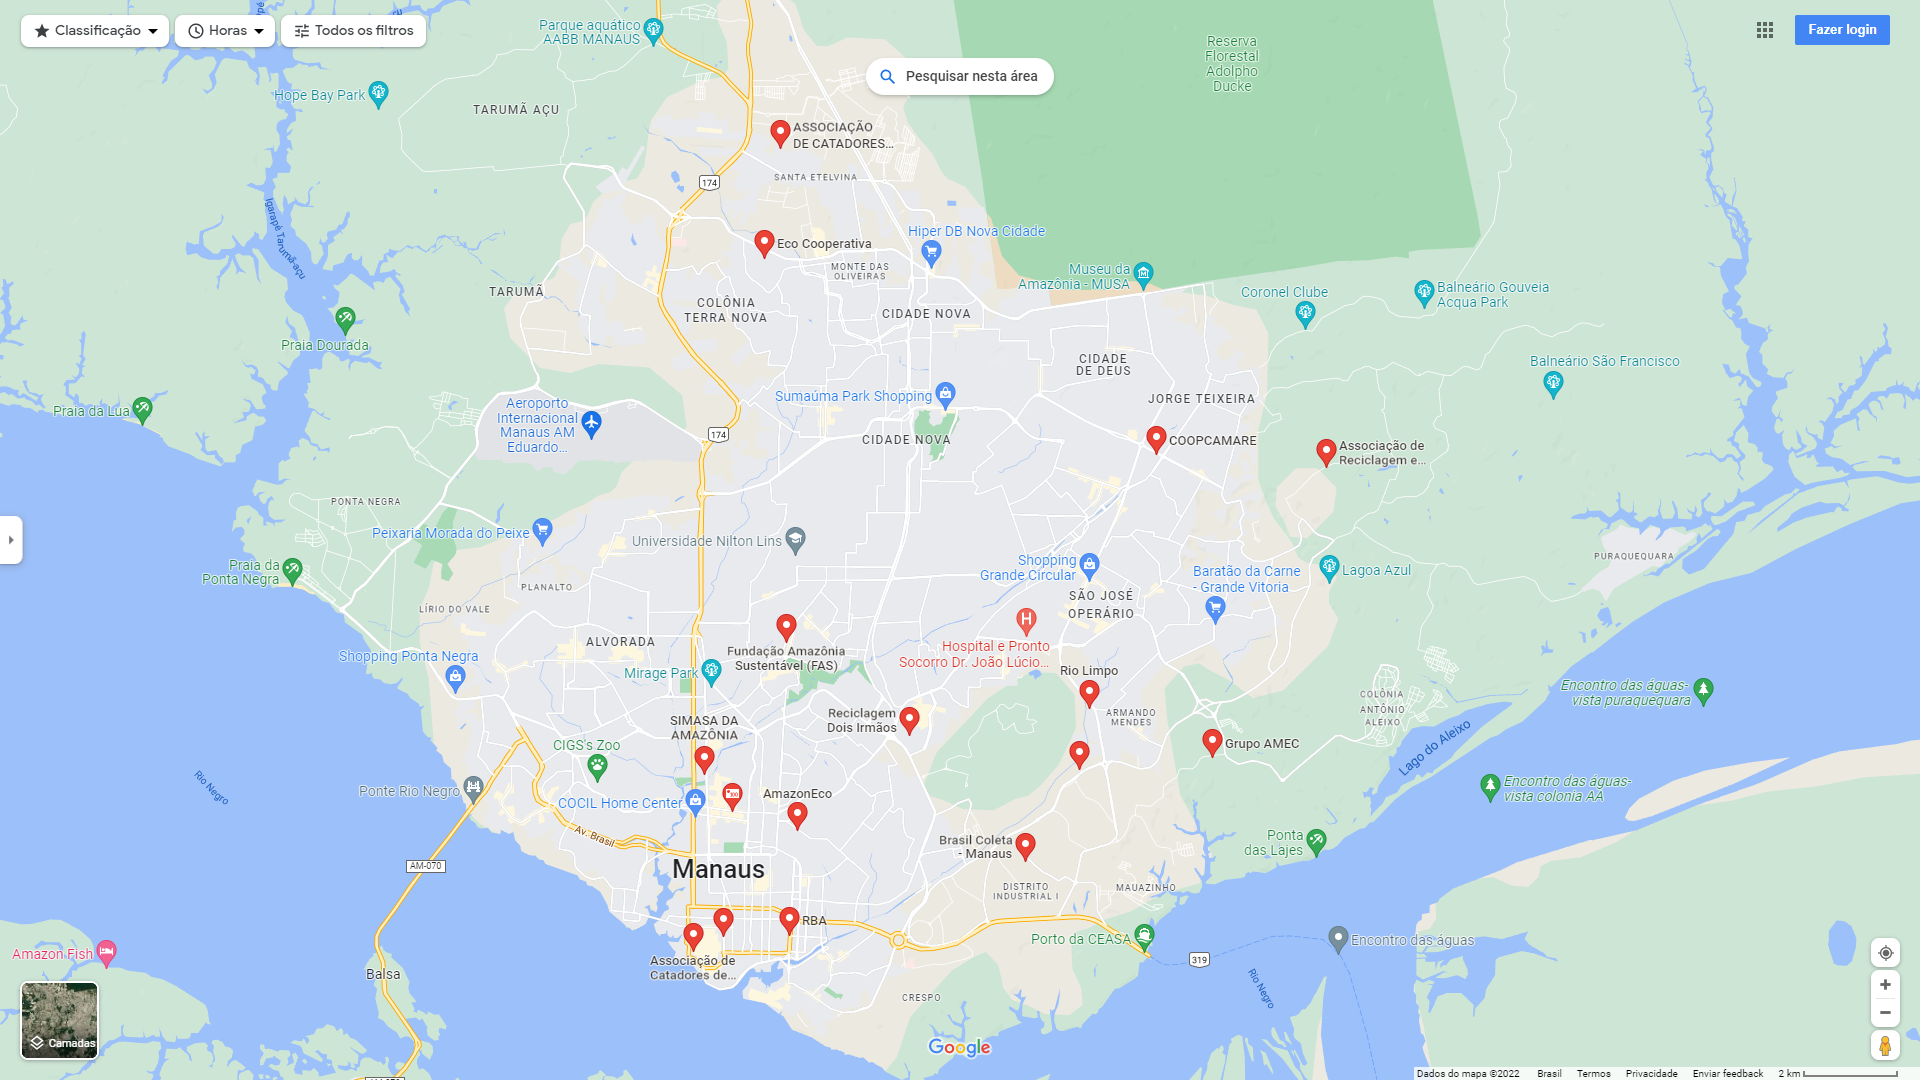 Classificação
Horas
Todos os filtros
Fazer login
Pesquisar nesta área
Parque aquático
AABB MANAUS
Reserva
Florestal
Adolpho
Ducke
Hope Bay Park
TARUMÃ AÇU
ASSOCIAÇÃO
DE CATADORES...
SANTA ETELVINA
174
Igarapé Tarumã-açu
Hiper DB Nova Cidade
Eco Cooperativa
MONTE DAS
OLIVEIRAS
Museu da
Amazônia - MUSA
Coronel Clube
Balneário Gouveia
Acqua Park
TARUMÃ
COLÔNIA
TERRA NOVA
CIDADE NOVA
Praia Dourada
CIDADE
DE DEUS
Balneário São Francisco
Sumaúma Park Shopping
JORGE TEIXEIRA
Praia da Lua
Aeroporto
Internacional
Manaus AM
Eduardo...
174
CIDADE NOVA
COOPCAMARE
Associação de
Reciclagem e...
PONTA NEGRA
Peixaria Morada do Peixe
Universidade Nilton Lins
PURAQUEQUARA
Praia da
Ponta Negra
PLANALTO
Shopping
Grande Circular
Baratão da Carne
- Grande Vitoria
Lagoa Azul
SÃO JOSÉ
OPERÁRIO
LÍRIO DO VALE
ALVORADA
Fundação Amazônia
Sustentável (FAS)
Hospital e Pronto
Socorro Dr. João Lúcio...
Shopping Ponta Negra
Mirage Park
Rio Limpo
Encontro das águas-
vista puraquequara
COLÔNIA
ANTÔNIO
ALEIXO
Reciclagem
Dois Irmãos
ARMANDO
MENDES
SIMASA DA
AMAZÔNIA
CIGS's Zoo
Grupo AMEC
Lago do Aleixo
Rio Negro
Ponte Rio Negro
COCIL Home Center
AmazonEco
Encontro das águas-
vista colonia AA
Av. Brasil
Brasil Coleta
- Manaus
Ponta
das Lajes
AM-070
Manaus
DISTRITO
INDUSTRIAL I
MAUAZINHO
RBA
Porto da CEASA
Encontro das águas
Amazon Fish
Associação de
Catadores de...
319
Balsa
Rio Negro
CRESPO
Camadas
Google
Dados do mapa ©2022
Brasil
Termos
Privacidade
Enviar feedback
2 km